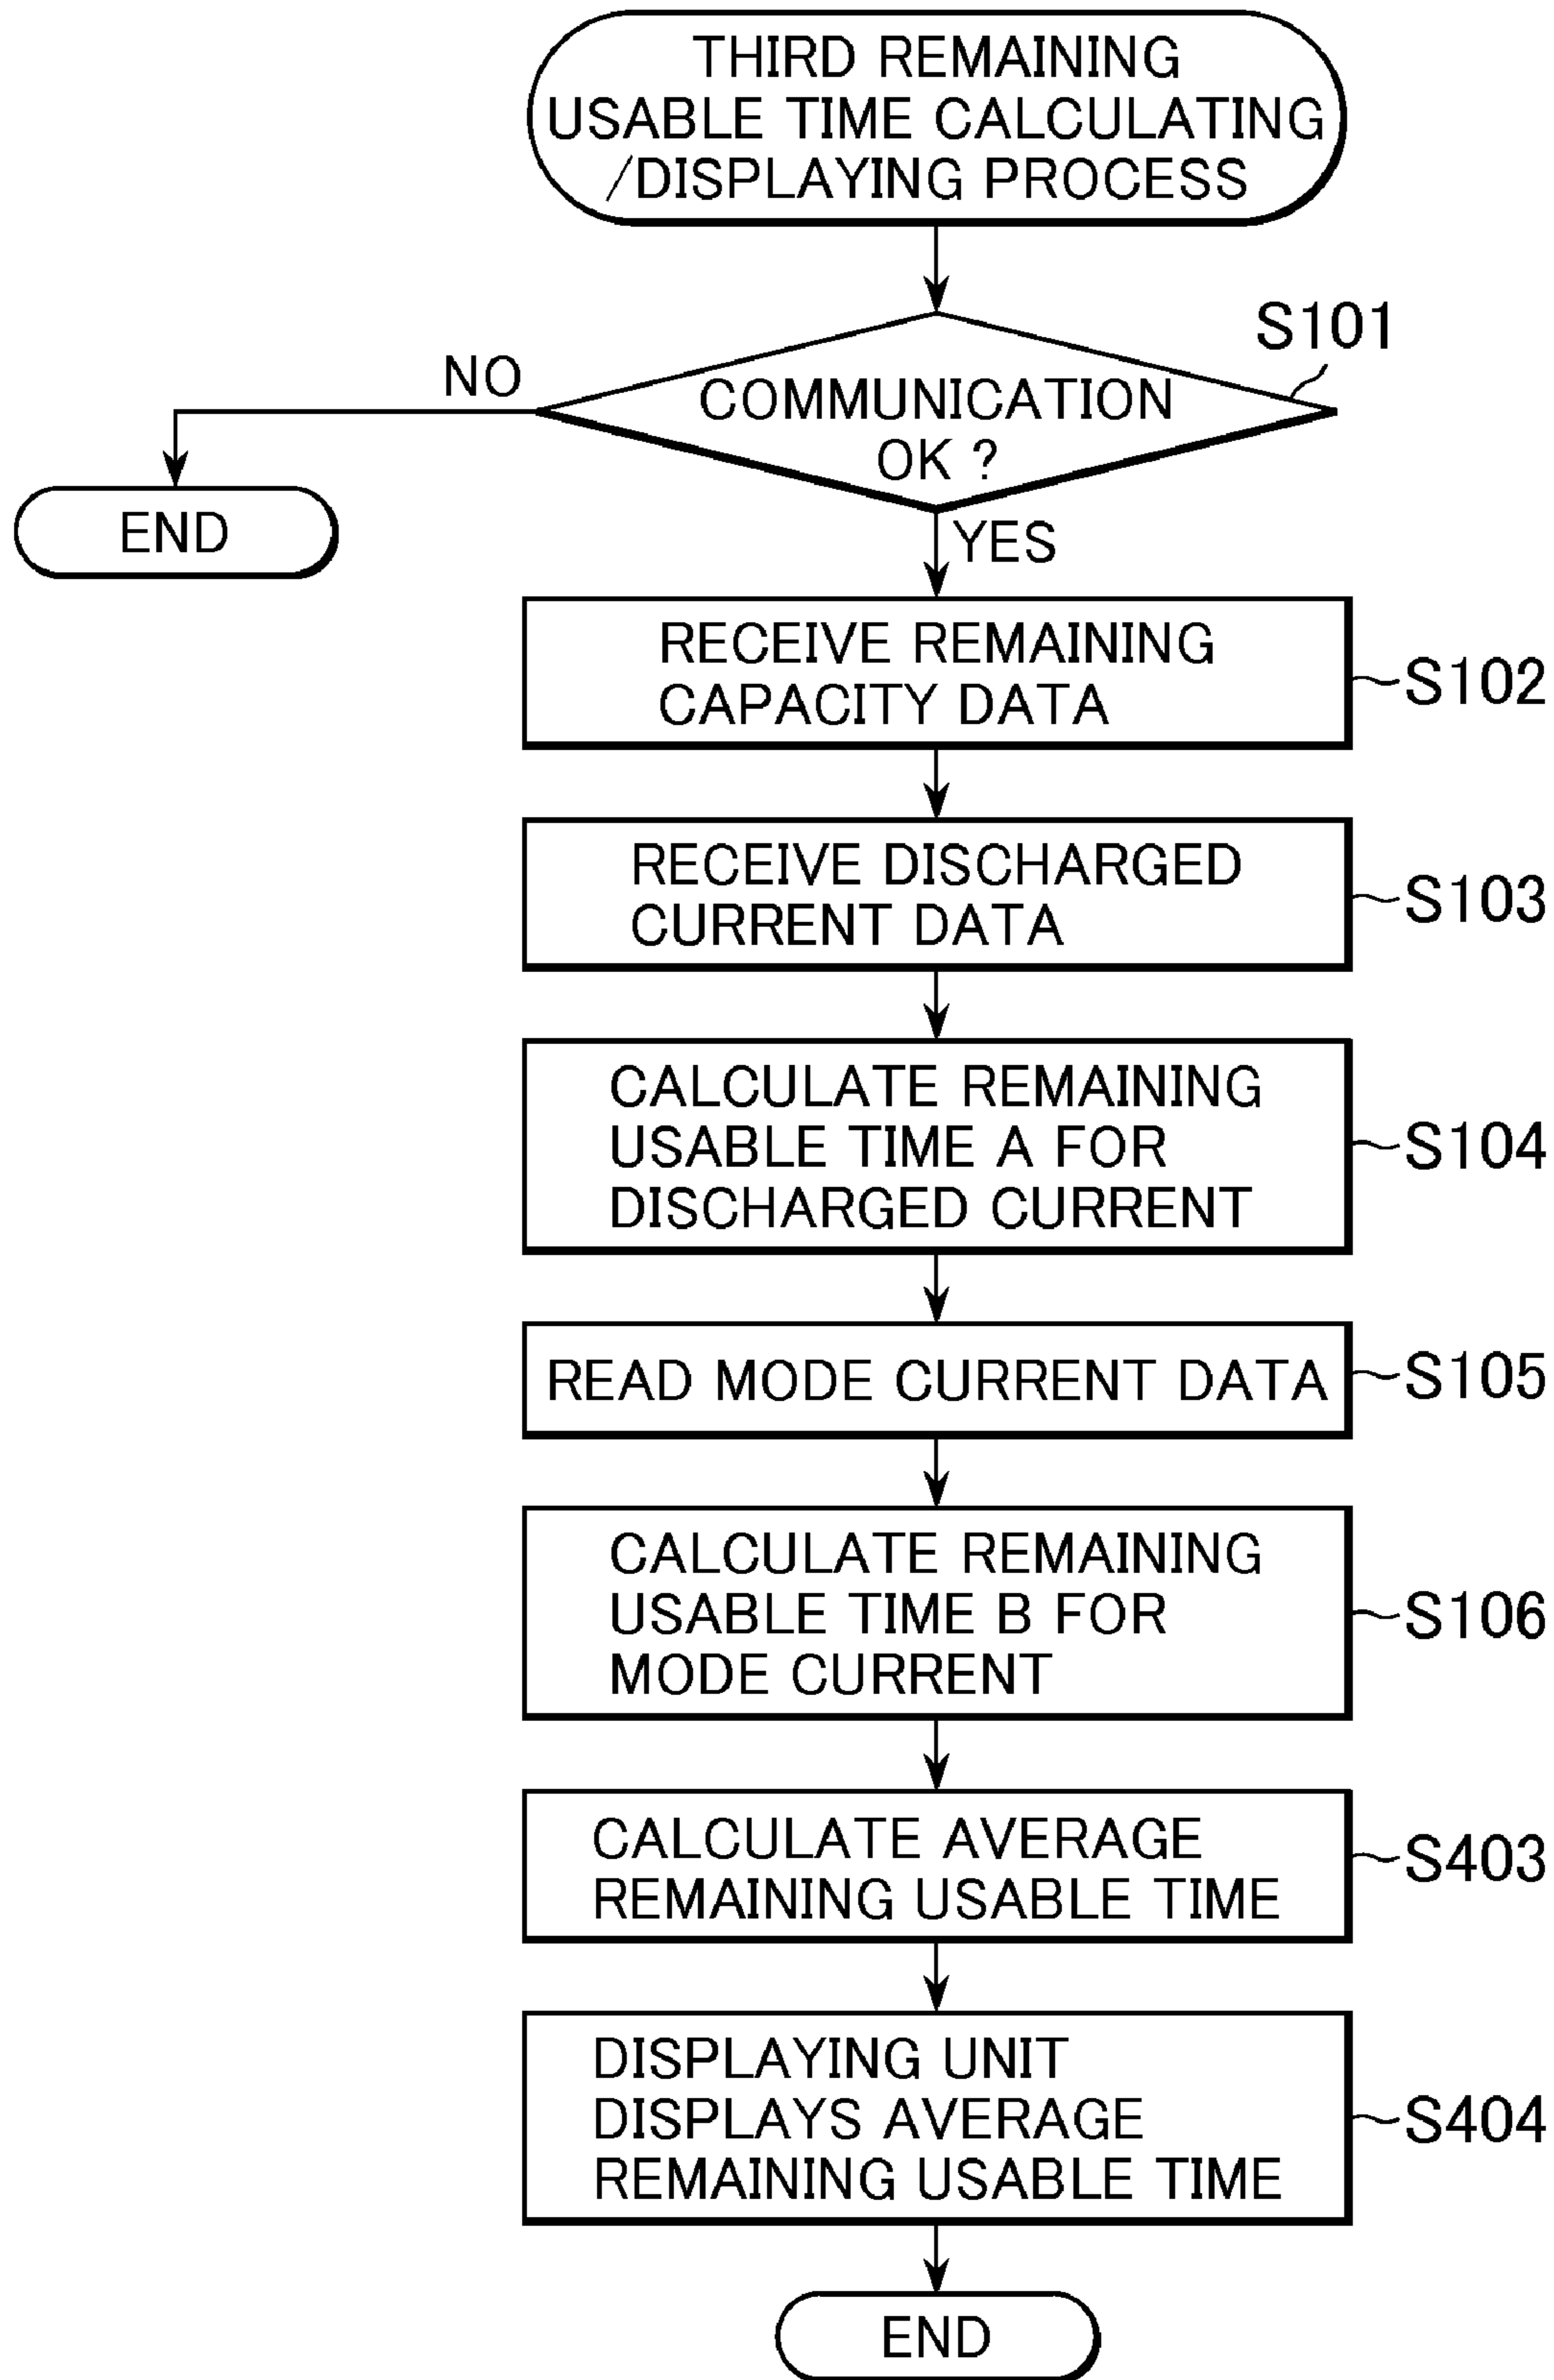 THIRD REMAINING
USABLE TIME CALCULATING
/DISPLAYING PROCESS
S101
NO
COMMUNICATION
OK ?
END
YES
RECEIVE REMAINING
CAPACITY DATA
S102
RECEIVE DISCHARGED
CURRENT DATA
S103
CALCULATE REMAINING
USABLE TIME A FOR
DISCHARGED CURRENT
S104
READ MODE CURRENT DATA
S105
CALCULATE REMAINING
USABLE TIME B FOR
MODE CURRENT
S106
CALCULATE AVERAGE
REMAINING USABLE TIME
S403
DISPLAYING UNIT
DISPLAYS AVERAGE
REMAINING USABLE TIME
S404
END